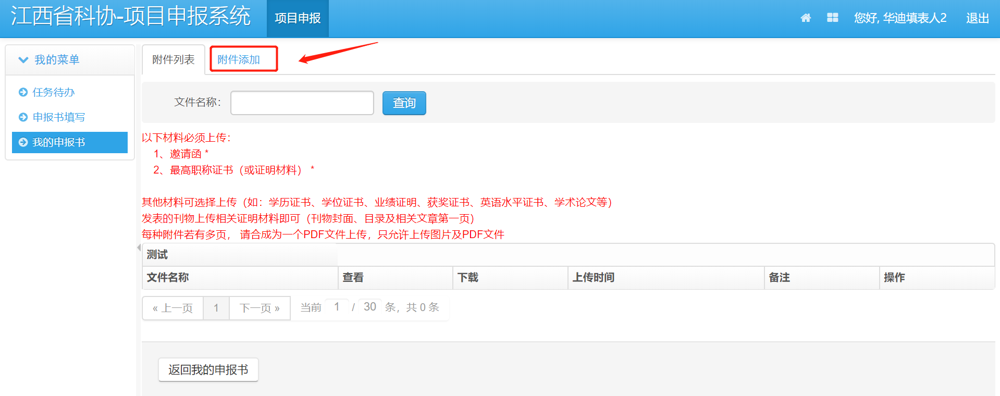 江西省科协-项目申报系统 项目申报 您好, 华迪填表人2 退出
我的菜单
任务待办
申报书填写
我的申报书
附件列表 附件添加
文件名称： 查询
以下材料必须上传：
1、邀请函 *
2、最高职称证书（或证明材料） *
其他材料可选择上传（如：学历证书、学位证书、业绩证明、获奖证书、英语水平证书、学术论文等）
发表的刊物上传相关证明材料即可（刊物封面、目录及相关文章第一页）
每种附件若有多页， 请合成为一个PDF文件上传，只允许上传图片及PDF文件
测试
文件名称 查看 下载 上传时间 备注 操作
« 上一页 1 下一页 » 当前 1 / 30 条，共 0 条
返回我的申报书